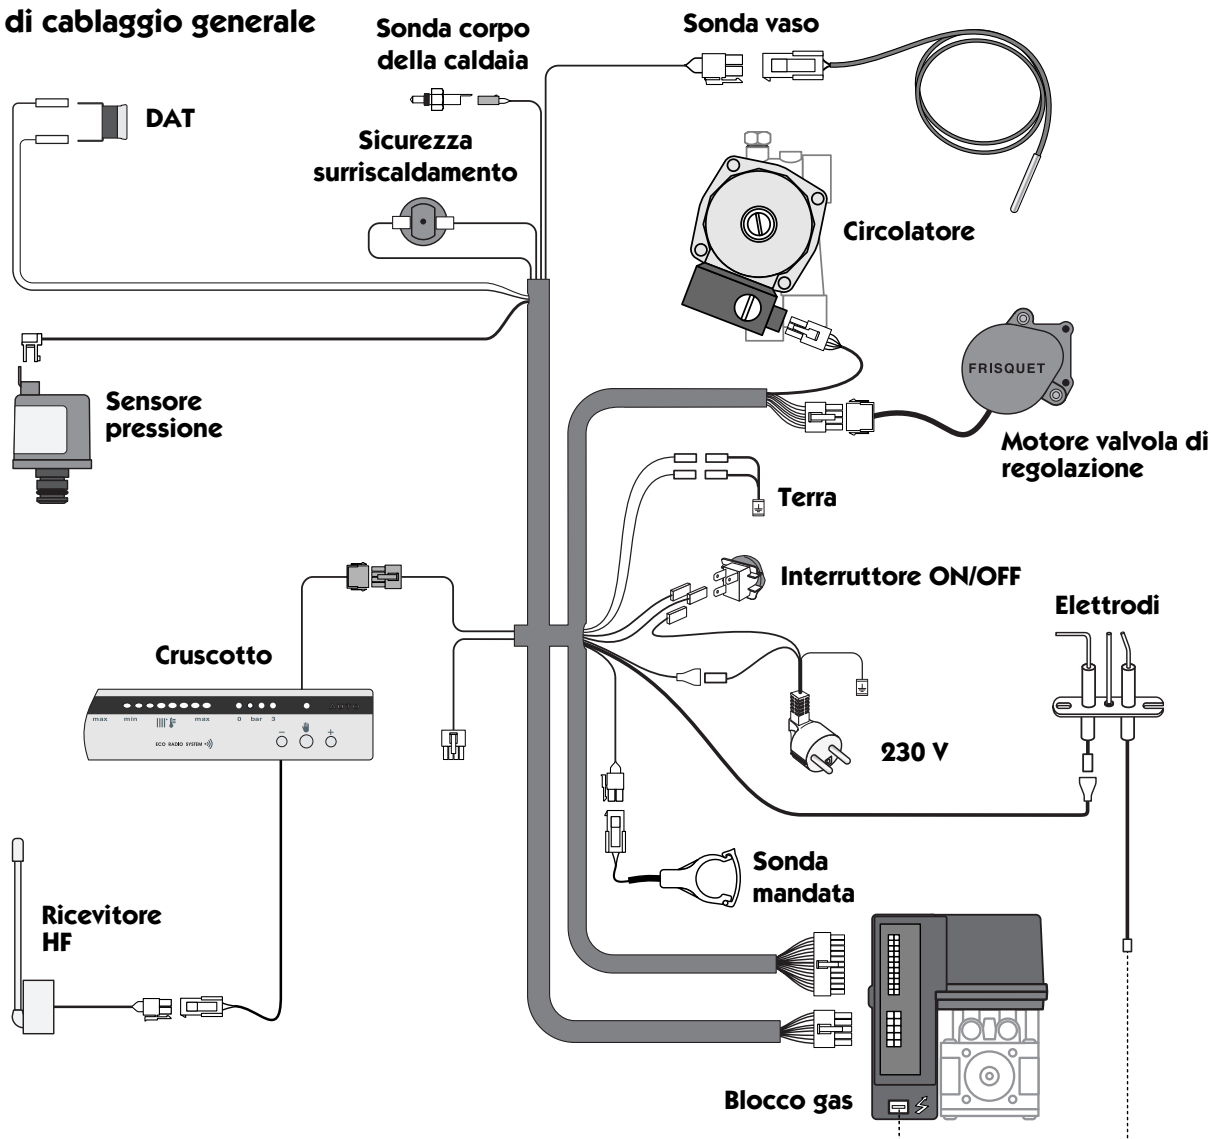 di cablaggio generale
Sonda corpo
della caldaia
Sonda vaso
DAT
Sicurezza
surriscaldamento
Circolatore
FRISQUET
Sensore
pressione
Motore valvola di
regolazione
Terra
Interruttore ON/OFF
Elettrodi
Cruscotto
AUTO
max min max 0 bar 3
ECO RADIO SYSTEM
- +
230 V
Sonda
mandata
Ricevitore
HF
Blocco gas